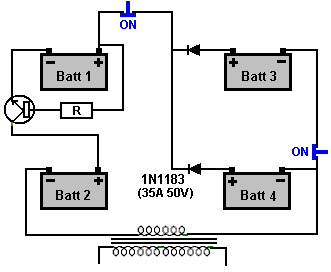 ON
− +
Batt 1
+ −
Batt 3
R
ON
1N1183
(35A 50V)
− +
Batt 2
+ −
Batt 4